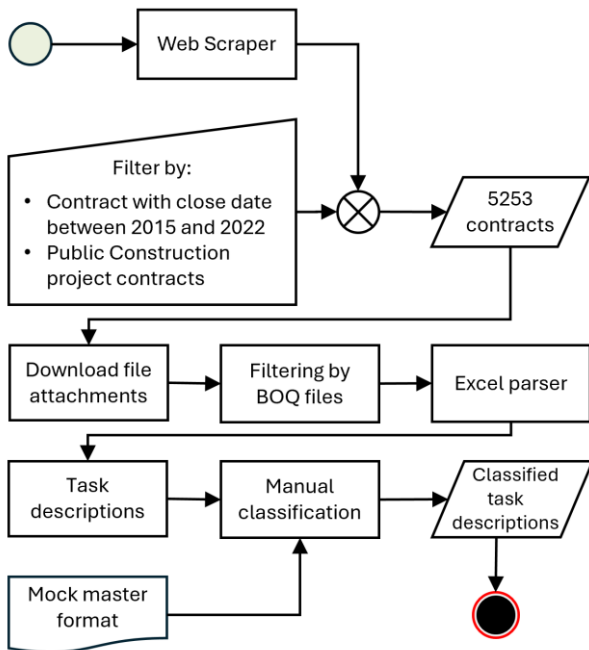 Web Scraper
Filter by:
• Contract with close date
between 2015 and 2022
• Public Construction
project contracts
5253
contracts
Download file
attachments
Filtering by
BOQ files
Excel parser
Task
descriptions
Manual
classification
Classified
task
descriptions
Mock master
format